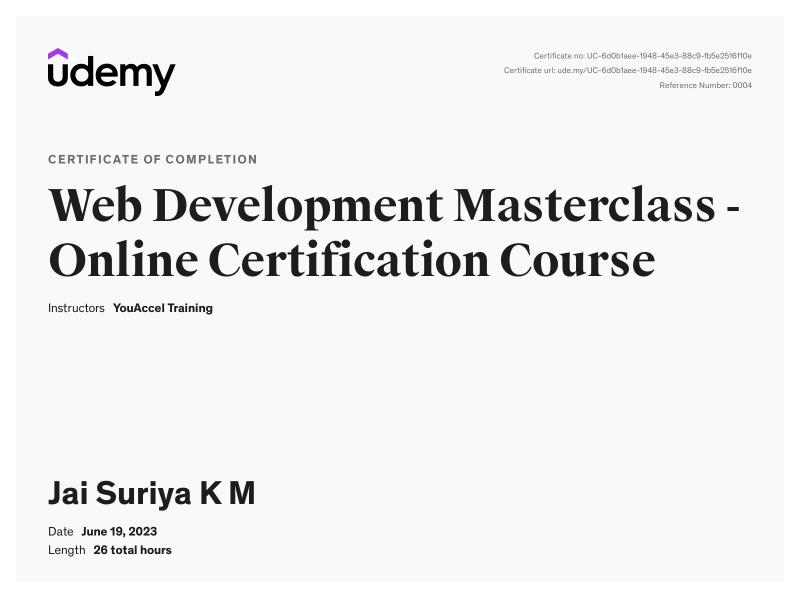 udemy
Certificate no: UC-6d0b1aee-1948-45e3-88c9-fb5e2516f10e
Certificate url: ude.my/UC-6d0b1aee-1948-45e3-88c9-fb5e2516f10e
Reference Number: 0004
CERTIFICATE OF COMPLETION
Web Development Masterclass -
Online Certification Course
Instructors YouAccel Training
Jai Suriya K M
Date June 19, 2023
Length 26 total hours